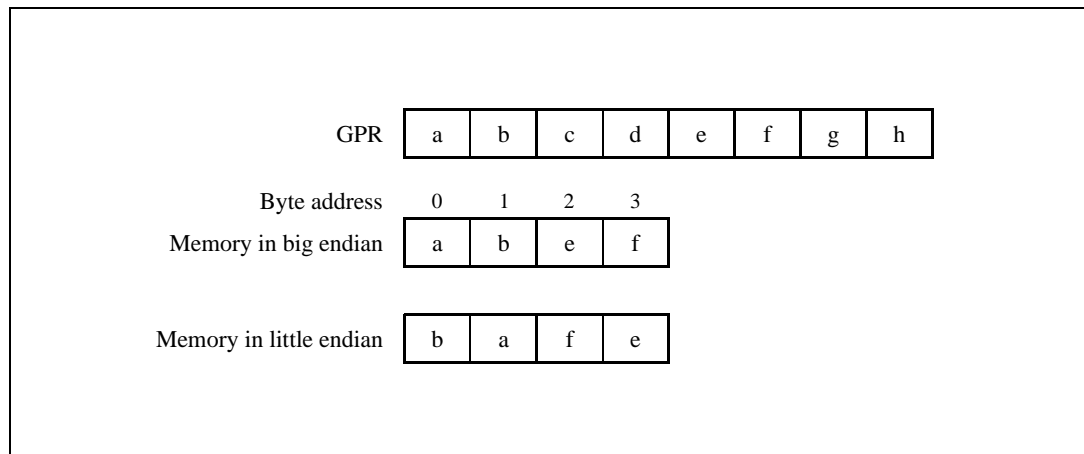 GPR a b c d e f g h
Byte address 0 1 2 3
Memory in big endian a b e f
Memory in little endian b a f e